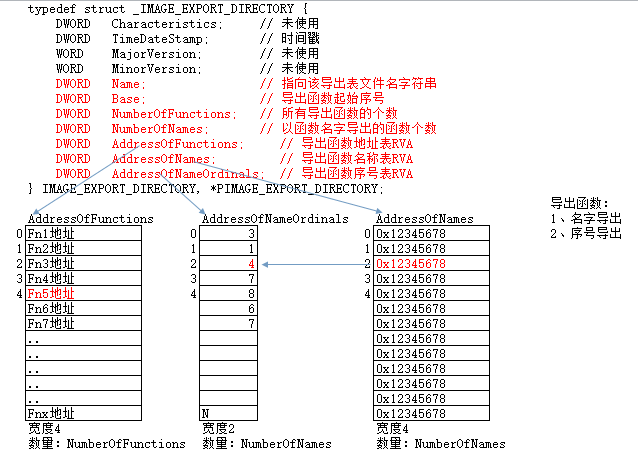 typedef struct _IMAGE_EXPORT_DIRECTORY {
DWORD Characteristics; // 未使用
DWORD TimeDateStamp; // 时间戳
WORD MajorVersion; // 未使用
WORD MinorVersion; // 未使用
DWORD Name; // 指向该导出表文件名字符串
DWORD Base; // 导出函数起始序号
DWORD NumberOfFunctions; // 所有导出函数的个数
DWORD NumberOfNames; // 以函数名字导出的函数个数
DWORD AddressOfFunctions; // 导出函数地址表RVA
DWORD AddressOfNames; // 导出函数名称表RVA
DWORD AddressOfNameOrdinals; // 导出函数序号表RVA
} IMAGE_EXPORT_DIRECTORY, *PIMAGE_EXPORT_DIRECTORY;
导出函数:
1、名字导出
2、序号导出
AddressOfFunctions AddressOfNameOrdinals AddressOfNames
0 Fn1地址 0 3 0 0x12345678
1 Fn2地址 1 1 1 0x12345678
2 Fn3地址 2 4 2 0x12345678
3 Fn4地址 3 7 3 0x12345678
4 Fn5地址 4 8 4 0x12345678
Fn6地址 6 0x12345678
Fn7地址 7 0x12345678
.. 0x12345678
.. 0x12345678
.. 0x12345678
.. 0x12345678
.. 0x12345678
Fnx地址 N 0x12345678
宽度4 宽度2 宽度4
数量: NumberOfFunctions 数量: NumberOfNames 数量: NumberOfNames